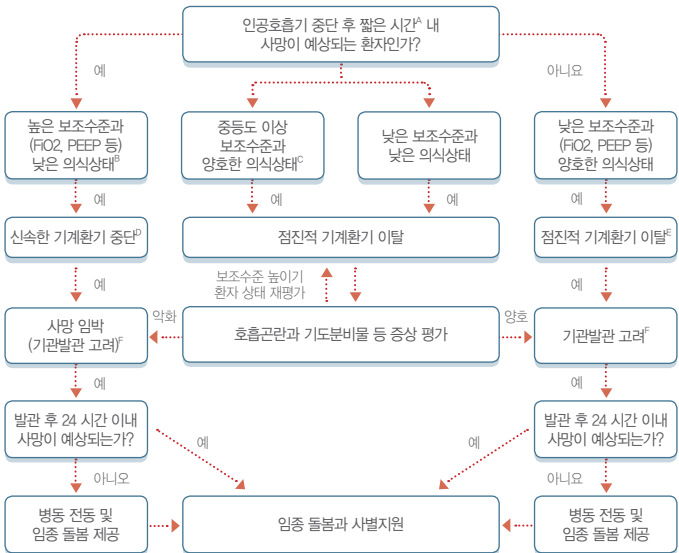 인공호흡기 중단 후 짧은 시간A 내
사망이 예상되는 환자인가?
예
아니요
높은 보조수준과
(FiO2, PEEP 등)
낮은 의식상태B
중등도 이상
보조수준과
양호한 의식상태C
낮은 보조수준과
낮은 의식상태
낮은 보조수준과
(FiO2, PEEP 등)
양호한 의식상태
예
예
예
예
신속한 기계환기 중단D
점진적 기계환기 이탈
점진적 기계환기 이탈E
예
보조수준 높이기
환자 상태 재평가
예
사망 임박
(기관발관 고려)F
악화
호흡곤란과 기도분비물 등 증상 평가
양호
기관발관 고려F
예
예
발관 후 24 시간 이내
사망이 예상되는가?
예
예
발관 후 24 시간 이내
사망이 예상되는가?
아니오
아니요
병동 전동 및
임종 돌봄 제공
임종 돌봄과 사별지원
병동 전동 및
임종 돌봄 제공